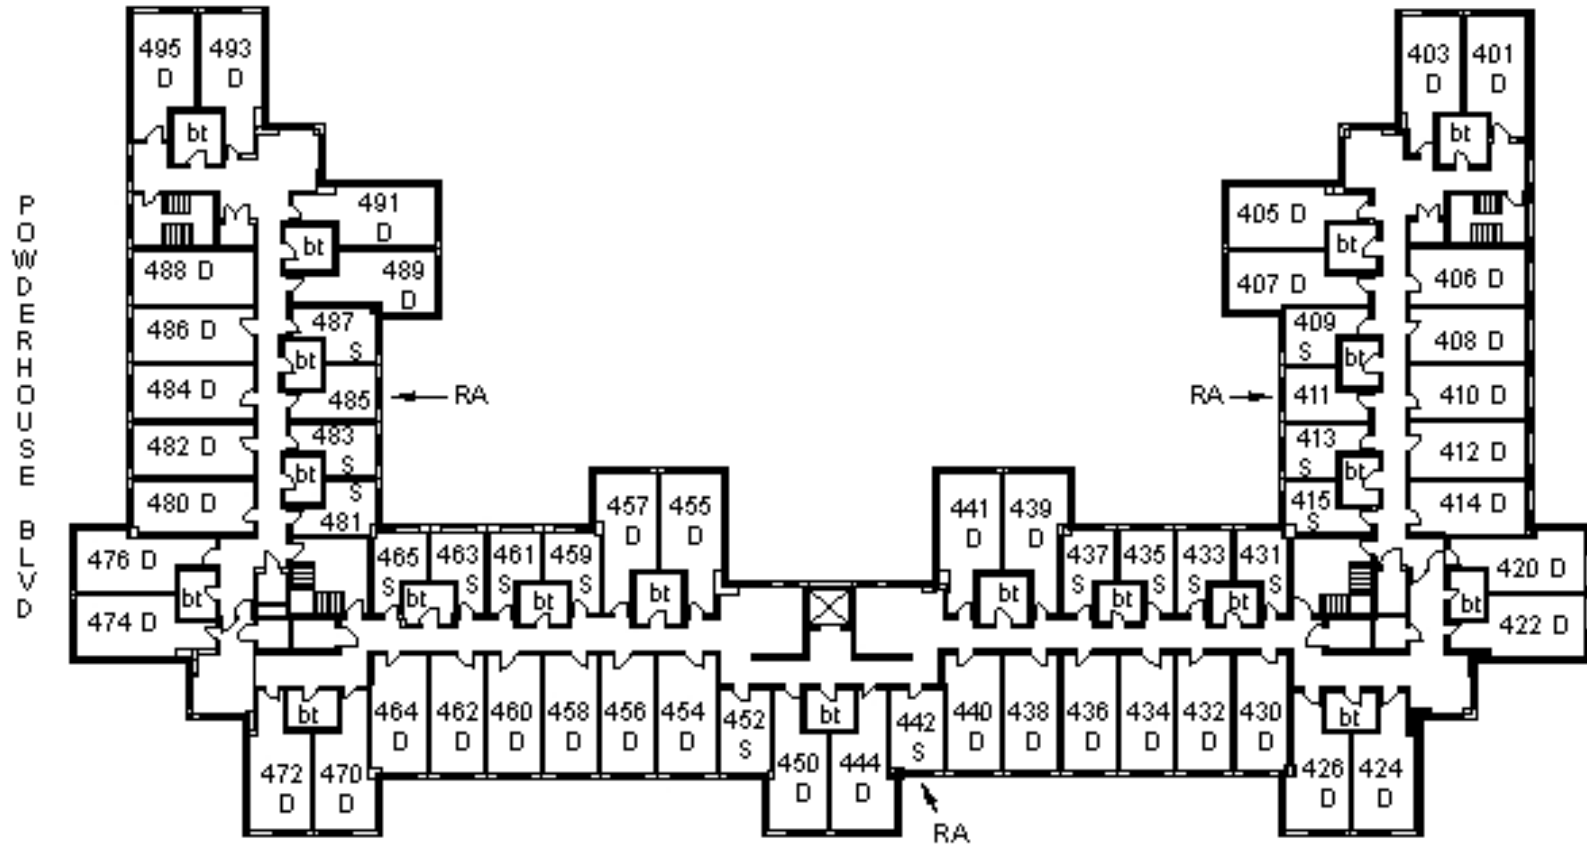 495 D
493 D
403 D
401 D
bt
bt
POWDERHOUSE BLVD
491 D
405 D
bt
bt
488 D
489 D
407 D
406 D
486 D
487 S
409 S
408 D
bt
bt
484 D
485
RA
RA
411
410 D
482 D
483 S
413 S
412 D
bt
bt
480 D
S 481
457 D
455 D
441 D
439 D
415 S
414 D
476 D
465 S
463 S
461 S
459 S
437 S
435 S
433 S
431 S
420 D
bt
bt
bt
bt
bt
bt
bt
bt
474 D
422 D
bt
bt
bt
464 D
462 D
460 D
458 D
456 D
454 D
452 S
442 S
440 D
438 D
436 D
434 D
432 D
430 D
472 D
470 D
450 D
444 D
426 D
424 D
RA